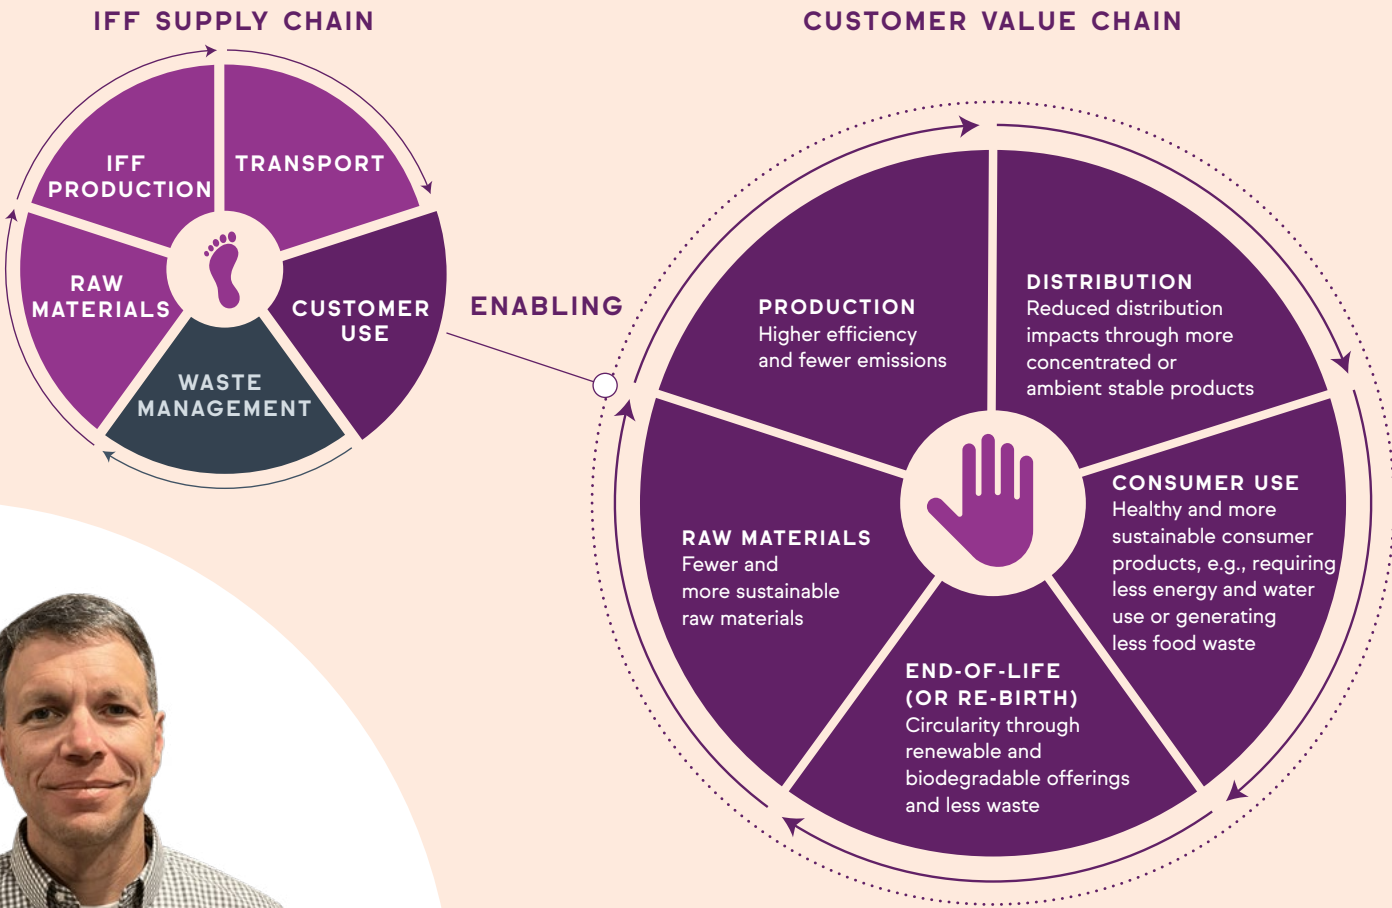 IFF SUPPLY CHAIN
IFF
PRODUCTION
TRANSPORT
RAW
MATERIALS
CUSTOMER
USE
WASTE
MANAGEMENT
ENABLING
CUSTOMER VALUE CHAIN
PRODUCTION
Higher efficiency
and fewer emissions
DISTRIBUTION
Reduced distribution
impacts through more
concentrated or
ambient stable products
CONSUMER USE
Healthy and more
sustainable consumer
products, e.g., requiring
less energy and water
use or generating
less food waste
RAW MATERIALS
Fewer and
more sustainable
raw materials
END-OF-LIFE
(OR RE-BIRTH)
Circularity through
renewable and
biodegradable offerings
and less waste